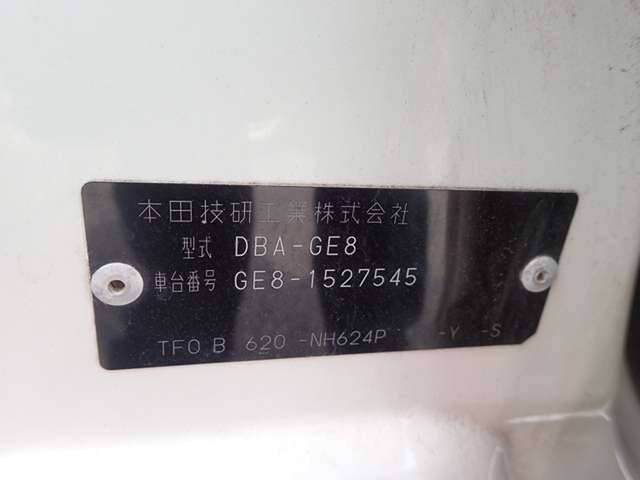 本田技研工業株式会社
型式 DBA-GE8
車台番号 GE8-1527545
TF0 B 620 -NH624P -Y -S